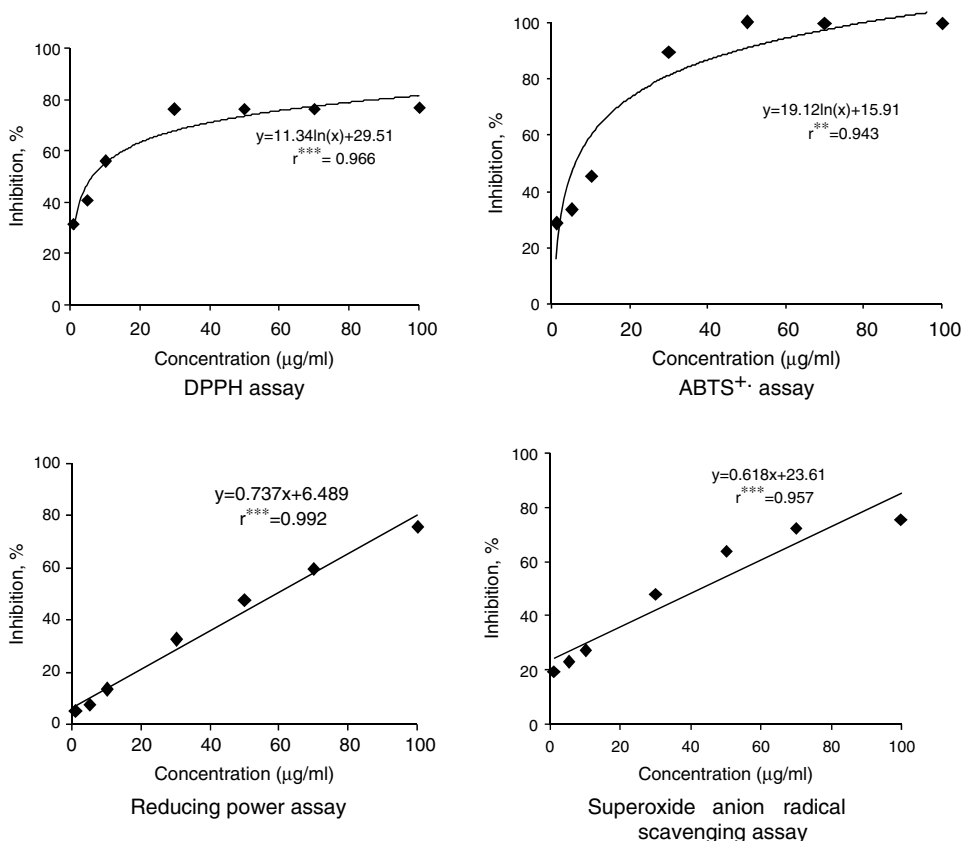 100
80
60
40
20
0
Inhibition, %
y=11.34ln(x)+29.51
r***= 0.966
0 20 40 60 80 100
Concentration (μg/ml)
DPPH assay
100
80
60
40
20
0
Inhibition, %
y=19.12ln(x)+15.91
r**=0.943
0 20 40 60 80 100
Concentration (μg/ml)
ABTS+· assay
100
80
60
40
20
0
Inhibition, %
y=0.737x+6.489
r***=0.992
0 20 40 60 80 100
Concentration (μg/ml)
Reducing power assay
100
80
60
40
20
0
Inhibition, %
y=0.618x+23.61
r***=0.957
0 20 40 60 80 100
Concentration (μg/ml)
Superoxide anion radical
scavenging assay